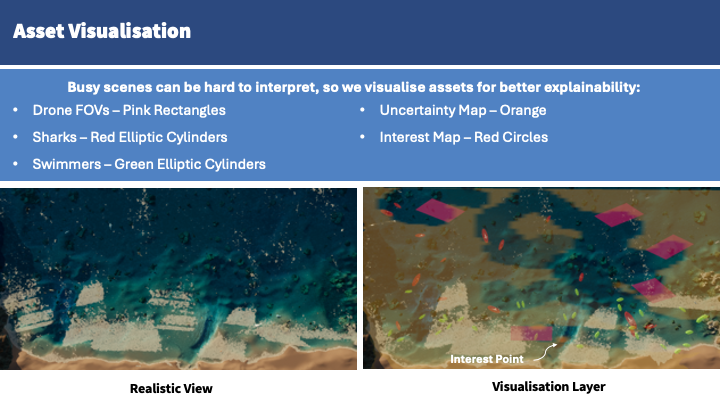 Asset Visualisation
Busy scenes can be hard to interpret, so we visualise assets for better explainability:
• Drone FOVs – Pink Rectangles
• Sharks – Red Elliptic Cylinders
• Swimmers – Green Elliptic Cylinders
• Uncertainty Map – Orange
• Interest Map – Red Circles
Interest Point
Realistic View
Visualisation Layer